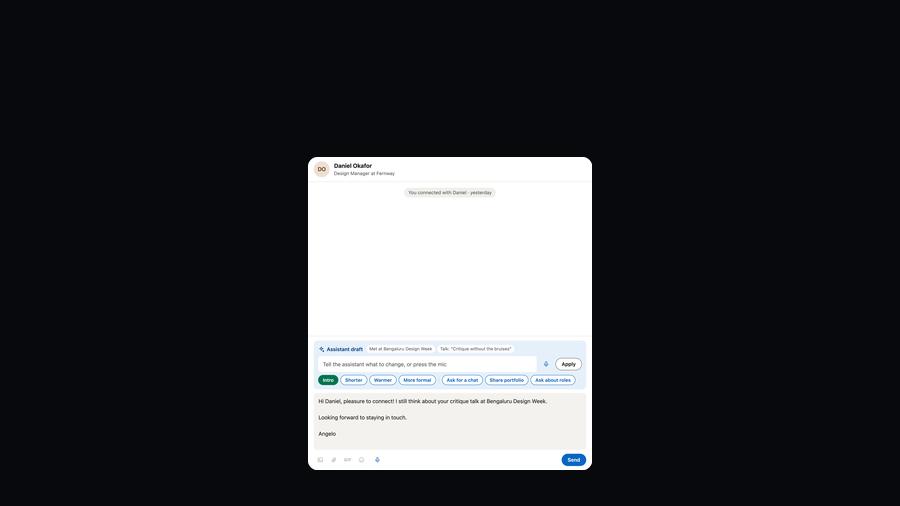 DO
Daniel Okafor
Design Manager at Fernway
You connected with Daniel · yesterday
Assistant draft Met at Bengaluru Design Week Talk: "Critique without the bruises"
Tell the assistant what to change, or press the mic Apply
Intro Shorter Warmer More formal Ask for a chat Share portfolio Ask about roles
Hi Daniel, pleasure to connect! I still think about your critique talk at Bengaluru Design Week.
Looking forward to staying in touch.
Angelo
GIF Send